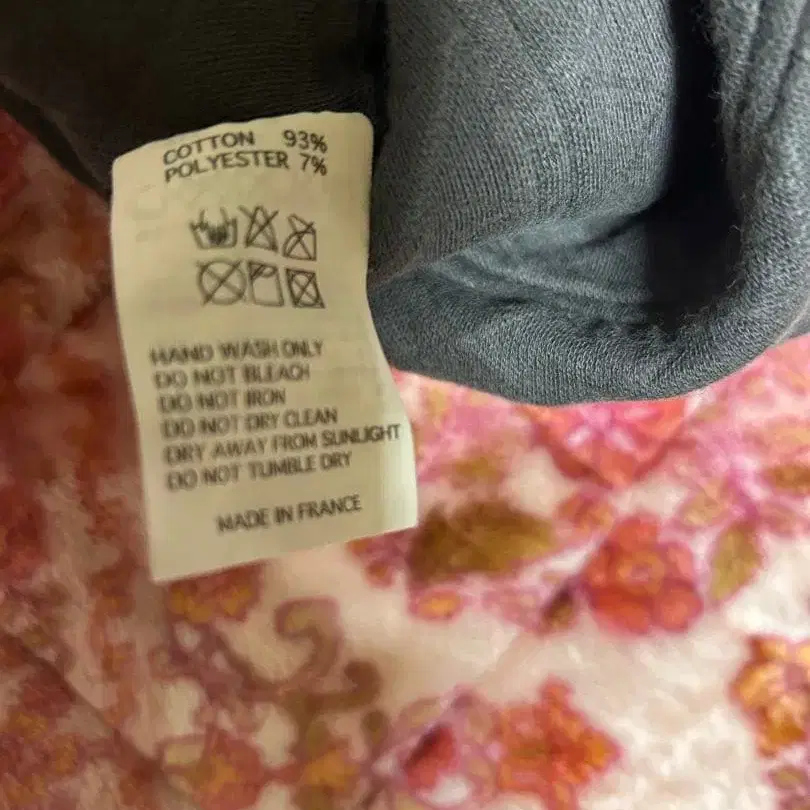 COTTON 93%
POLYESTER 7%
HAND WASH ONLY
DO NOT BLEACH
DO NOT IRON
DO NOT DRY CLEAN
DRY AWAY FROM SUNLIGHT
DO NOT TUMBLE DRY
MADE IN FRANCE